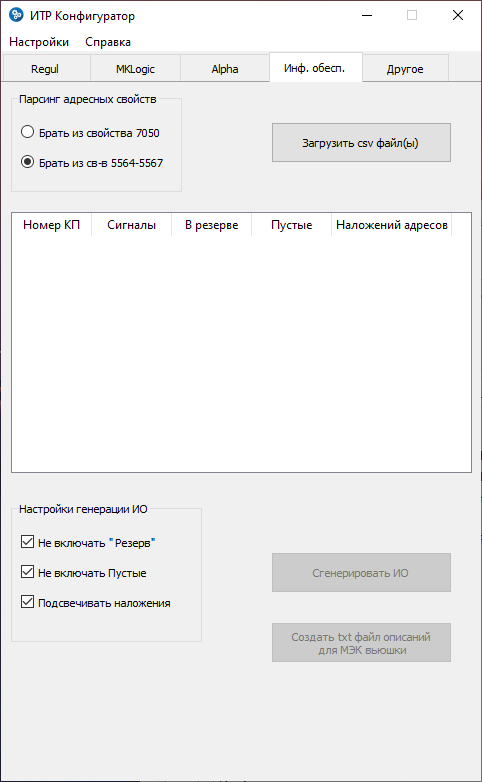 ИТР Конфигуратор
Настройки Справка
Regul MKLogic Alpha Инф. обесп. Другое
Парсинг адресных свойств
Брать из свойства 7050
Брать из св-в 5564-5567
Загрузить csv файл(ы)
Номер КП Сигналы В резерве Пустые Наложений адресов
Настройки генерации ИО
Не включать "Резерв"
Не включать Пустые
Подсвечивать наложения
Сгенерировать ИО
Создать txt файл описаний
для МЭК вьюшки